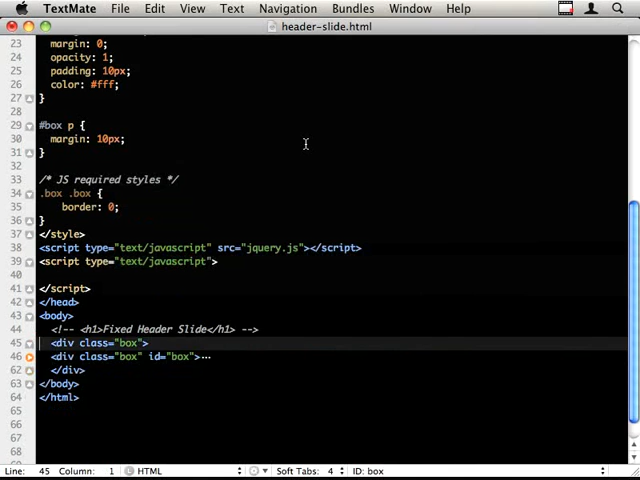 TextMate File Edit View Text Navigation Bundles Window Help
header-slide.html
23 margin: 0;
24 opacity: 1;
25 padding: 10px;
26 color: #fff;
27 }
28
29 #box p {
30 margin: 10px;
31 }
32
33 /* JS required styles */
34 .box .box {
35 border: 0;
36 }
37 </style>
38 <script type="text/javascript" src="jquery.js"></script>
39 <script type="text/javascript">
40
41 </script>
42 </head>
43 <body>
44 <!-- <h1>Fixed Header Slide</h1> -->
45 <div class="box">
46 <div class="box" id="box">…
62 </div>
63 </body>
64 </html>
65
66
67
68
Line: 45 Column: 1 L HTML Soft Tabs: 4 ID: box